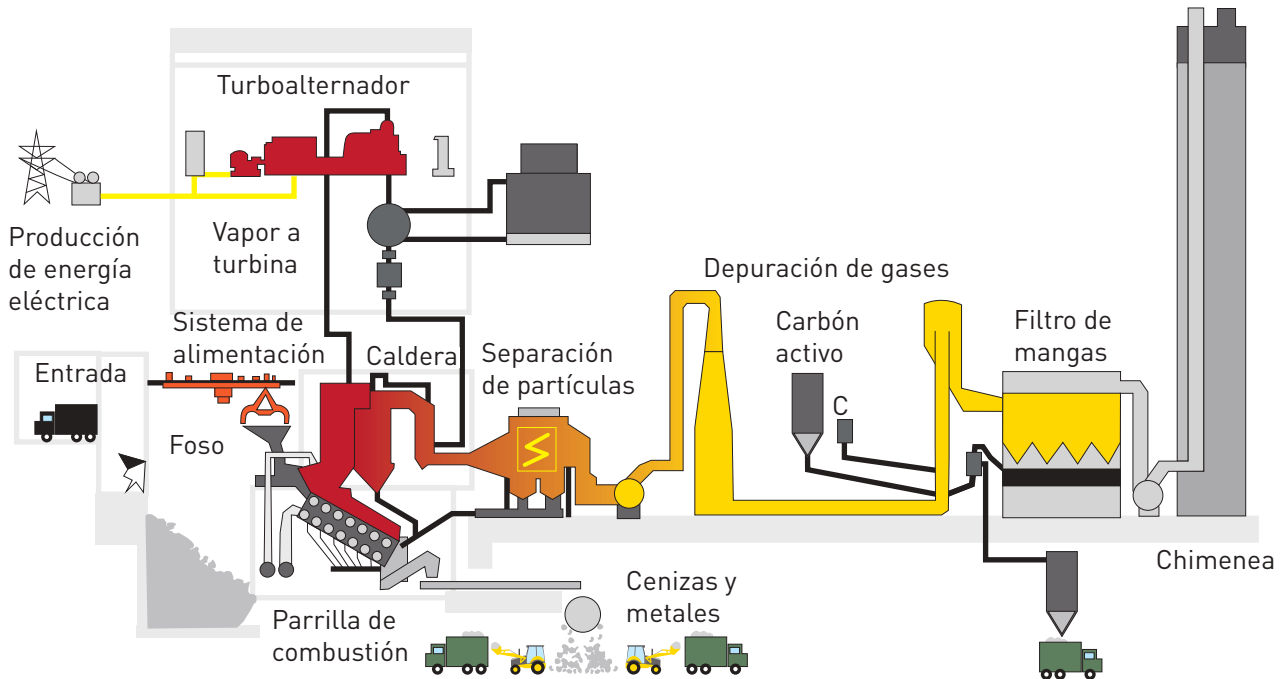 Turboalternador
1
Producción
de energía
eléctrica
Vapor a
turbina
Depuración de gases
Sistema de
alimentación
Caldera
Separación
de partículas
Carbón
activo
C
Filtro de
mangas
Entrada
Foso
Chimenea
Parrilla de
combustión
Cenizas y
metales